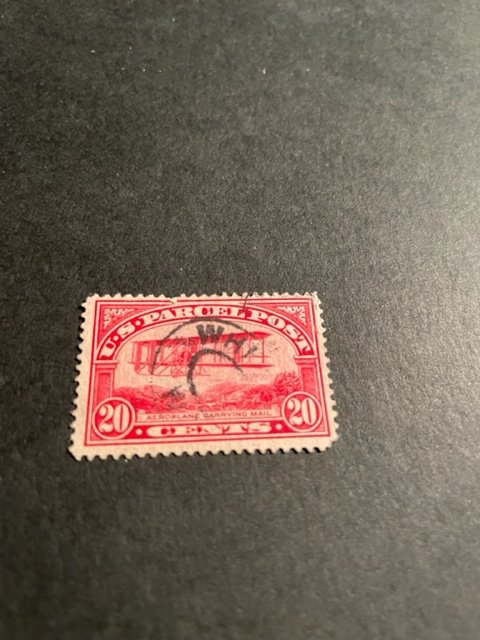 U.S. PARCEL POST
20 AEROPLANE CARRYING MAIL 20
CENTS